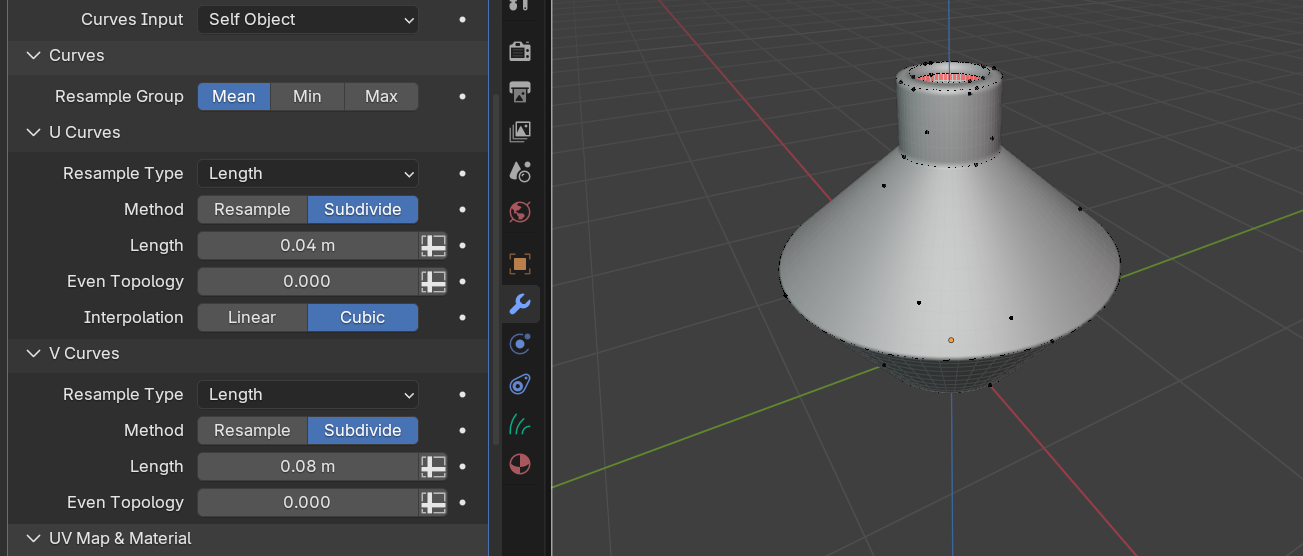 Curves Input Self Object
Curves
Resample Group Mean Min Max
U Curves
Resample Type Length
Method Resample Subdivide
Length 0.04 m
Even Topology 0.000
Interpolation Linear Cubic
V Curves
Resample Type Length
Method Resample Subdivide
Length 0.08 m
Even Topology 0.000
UV Map & Material